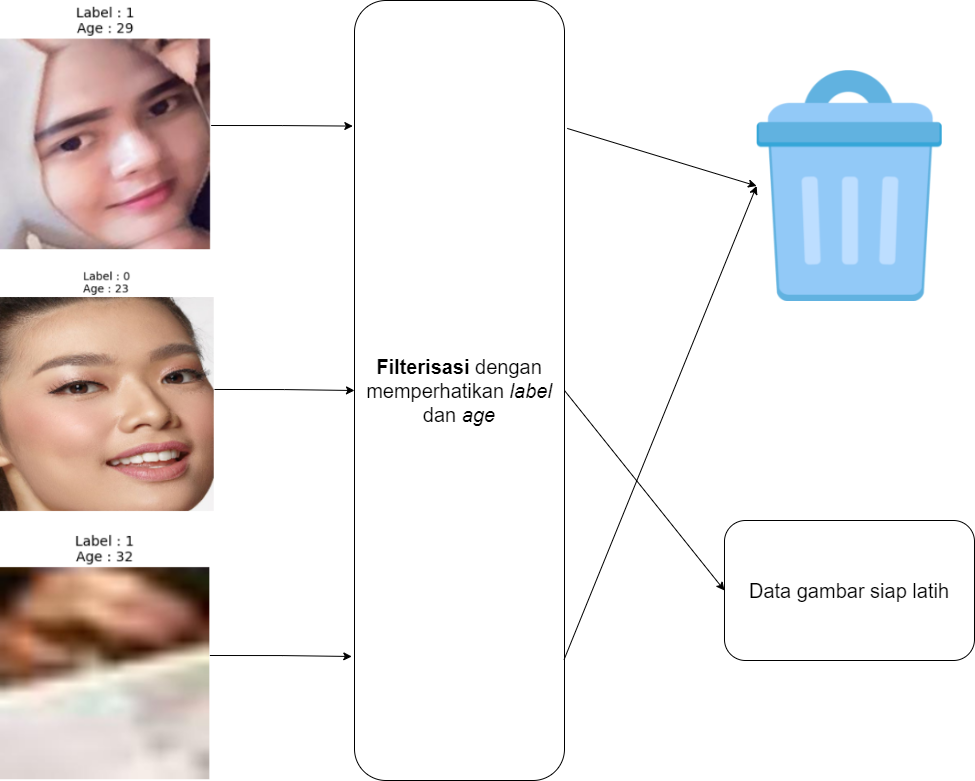 Label : 1
Age : 29
Label : 0
Age : 23
Label : 1
Age : 32
Filterisasi dengan
memperhatikan label
dan age
Data gambar siap latih